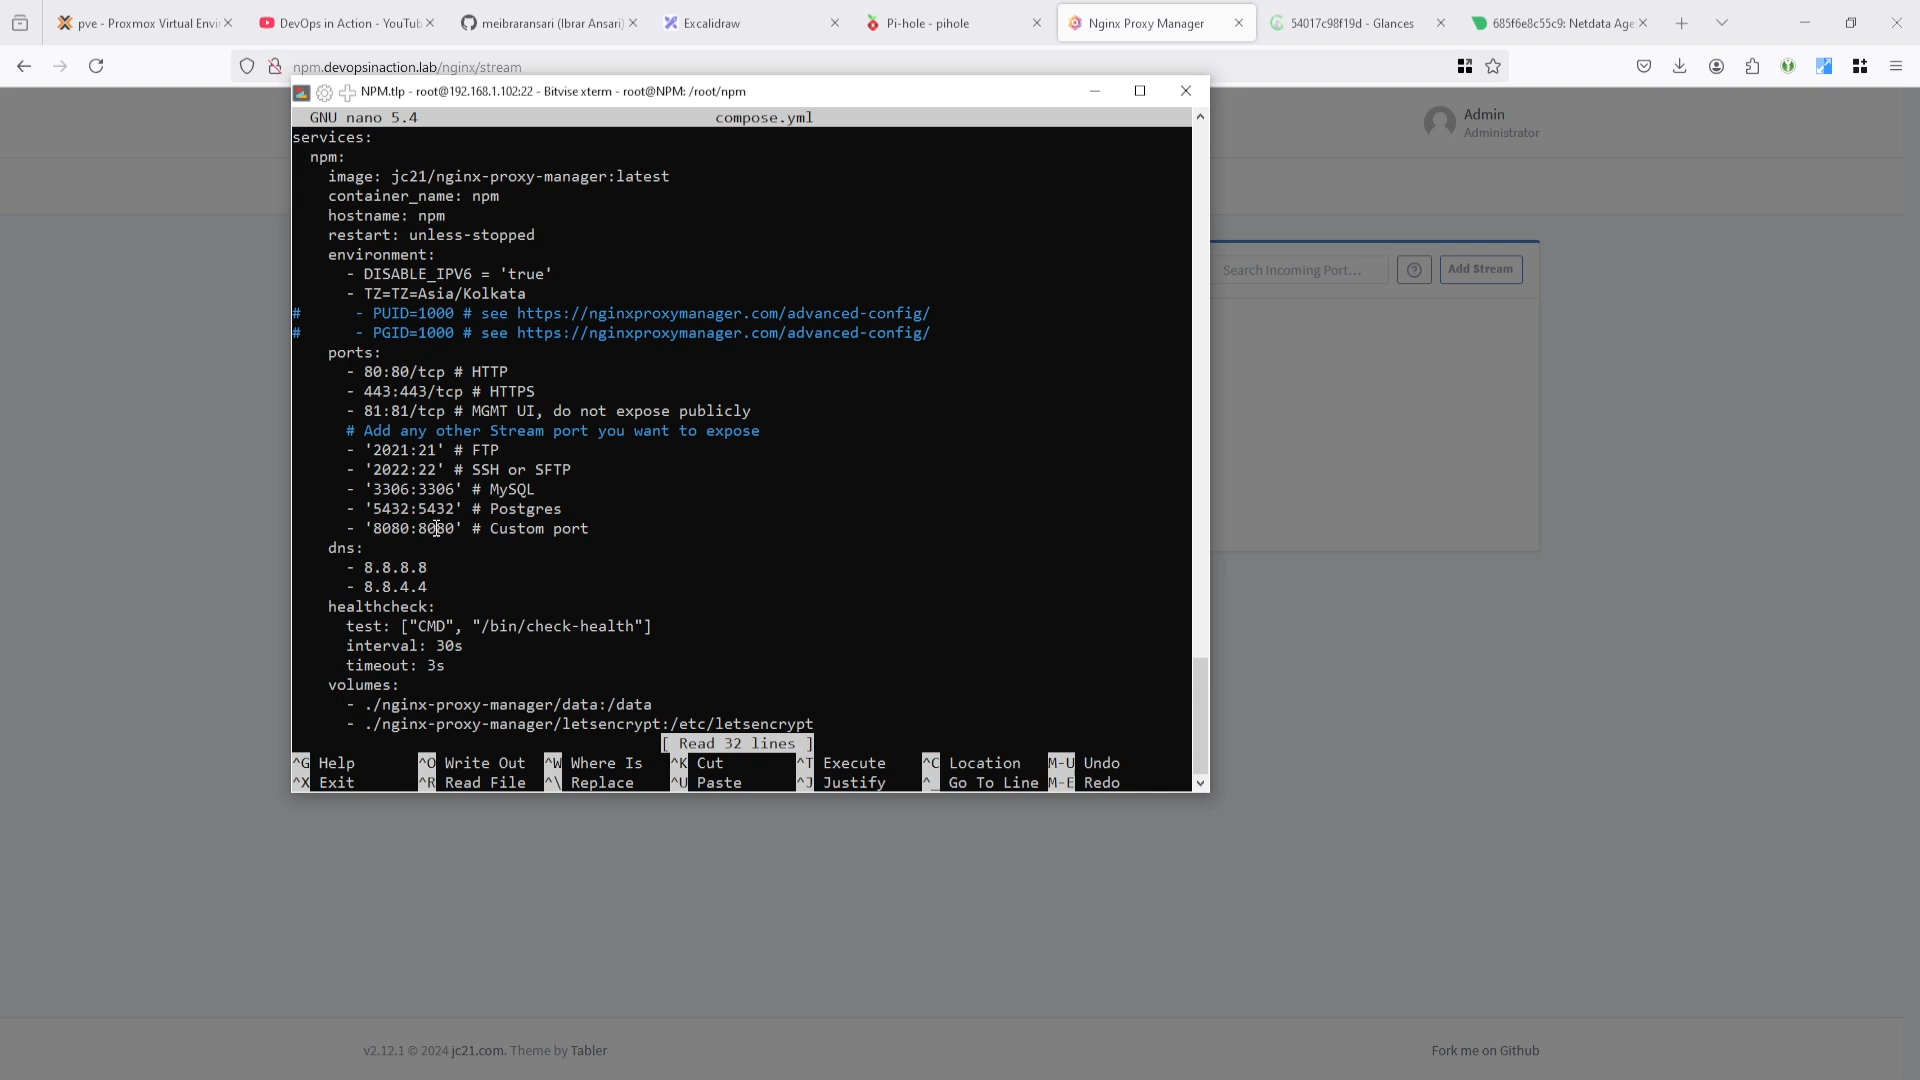 pve - Proxmox Virtual Envir
DevOps in Action - YouTub
meibraransari (Ibrar Ansari)
Excalidraw
Pi-hole - pihole
Nginx Proxy Manager
54017c98f19d - Glances
685f6e8c55c9: Netdata Age
npm.devopsinaction.lab/nginx/stream
NPM.tlp - root@192.168.1.102:22 - Bitvise xterm - root@NPM: /root/npm
Admin
Administrator
GNU nano 5.4 compose.yml
services:
npm:
image: jc21/nginx-proxy-manager:latest
container_name: npm
hostname: npm
restart: unless-stopped
environment:
- DISABLE_IPV6 = 'true'
- TZ=TZ=Asia/Kolkata
# - PUID=1000 # see https://nginxproxymanager.com/advanced-config/
# - PGID=1000 # see https://nginxproxymanager.com/advanced-config/
ports:
- 80:80/tcp # HTTP
- 443:443/tcp # HTTPS
- 81:81/tcp # MGMT UI, do not expose publicly
# Add any other Stream port you want to expose
- '2021:21' # FTP
- '2022:22' # SSH or SFTP
- '3306:3306' # MySQL
- '5432:5432' # Postgres
- '8080:8080' # Custom port
dns:
- 8.8.8.8
- 8.8.4.4
healthcheck:
test: ["CMD", "/bin/check-health"]
interval: 30s
timeout: 3s
volumes:
- ./nginx-proxy-manager/data:/data
- ./nginx-proxy-manager/letsencrypt:/etc/letsencrypt
[ Read 32 lines ]
^G Help ^O Write Out ^W Where Is ^K Cut ^T Execute ^C Location M-U Undo
^X Exit ^R Read File ^\ Replace ^U Paste ^J Justify ^_ Go To Line M-E Redo
Search Incoming Port...
Add Stream
v2.12.1 © 2024 jc21.com. Theme by Tabler
Fork me on Github